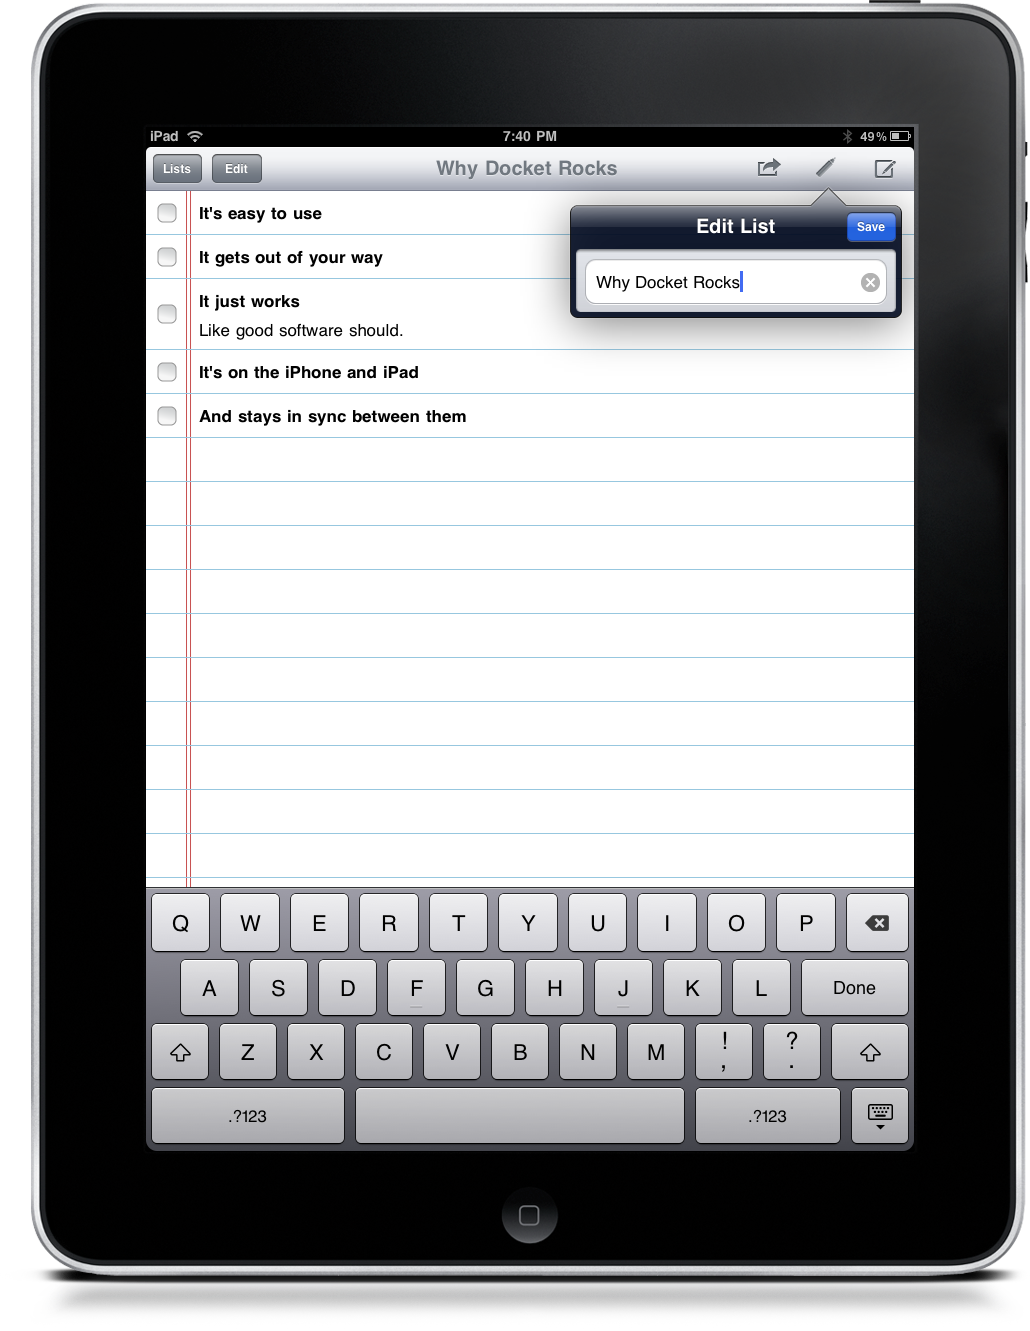 iPad 7:40 PM 49%
Lists Edit Why Docket Rocks
It's easy to use
Edit List Save
It gets out of your way
Why Docket Rocks
It just works
Like good software should.
It's on the iPhone and iPad
And stays in sync between them
Q W E R T Y U I O P
A S D F G H J K L Done
Z X C V B N M ! , ? .
.?123 .?123